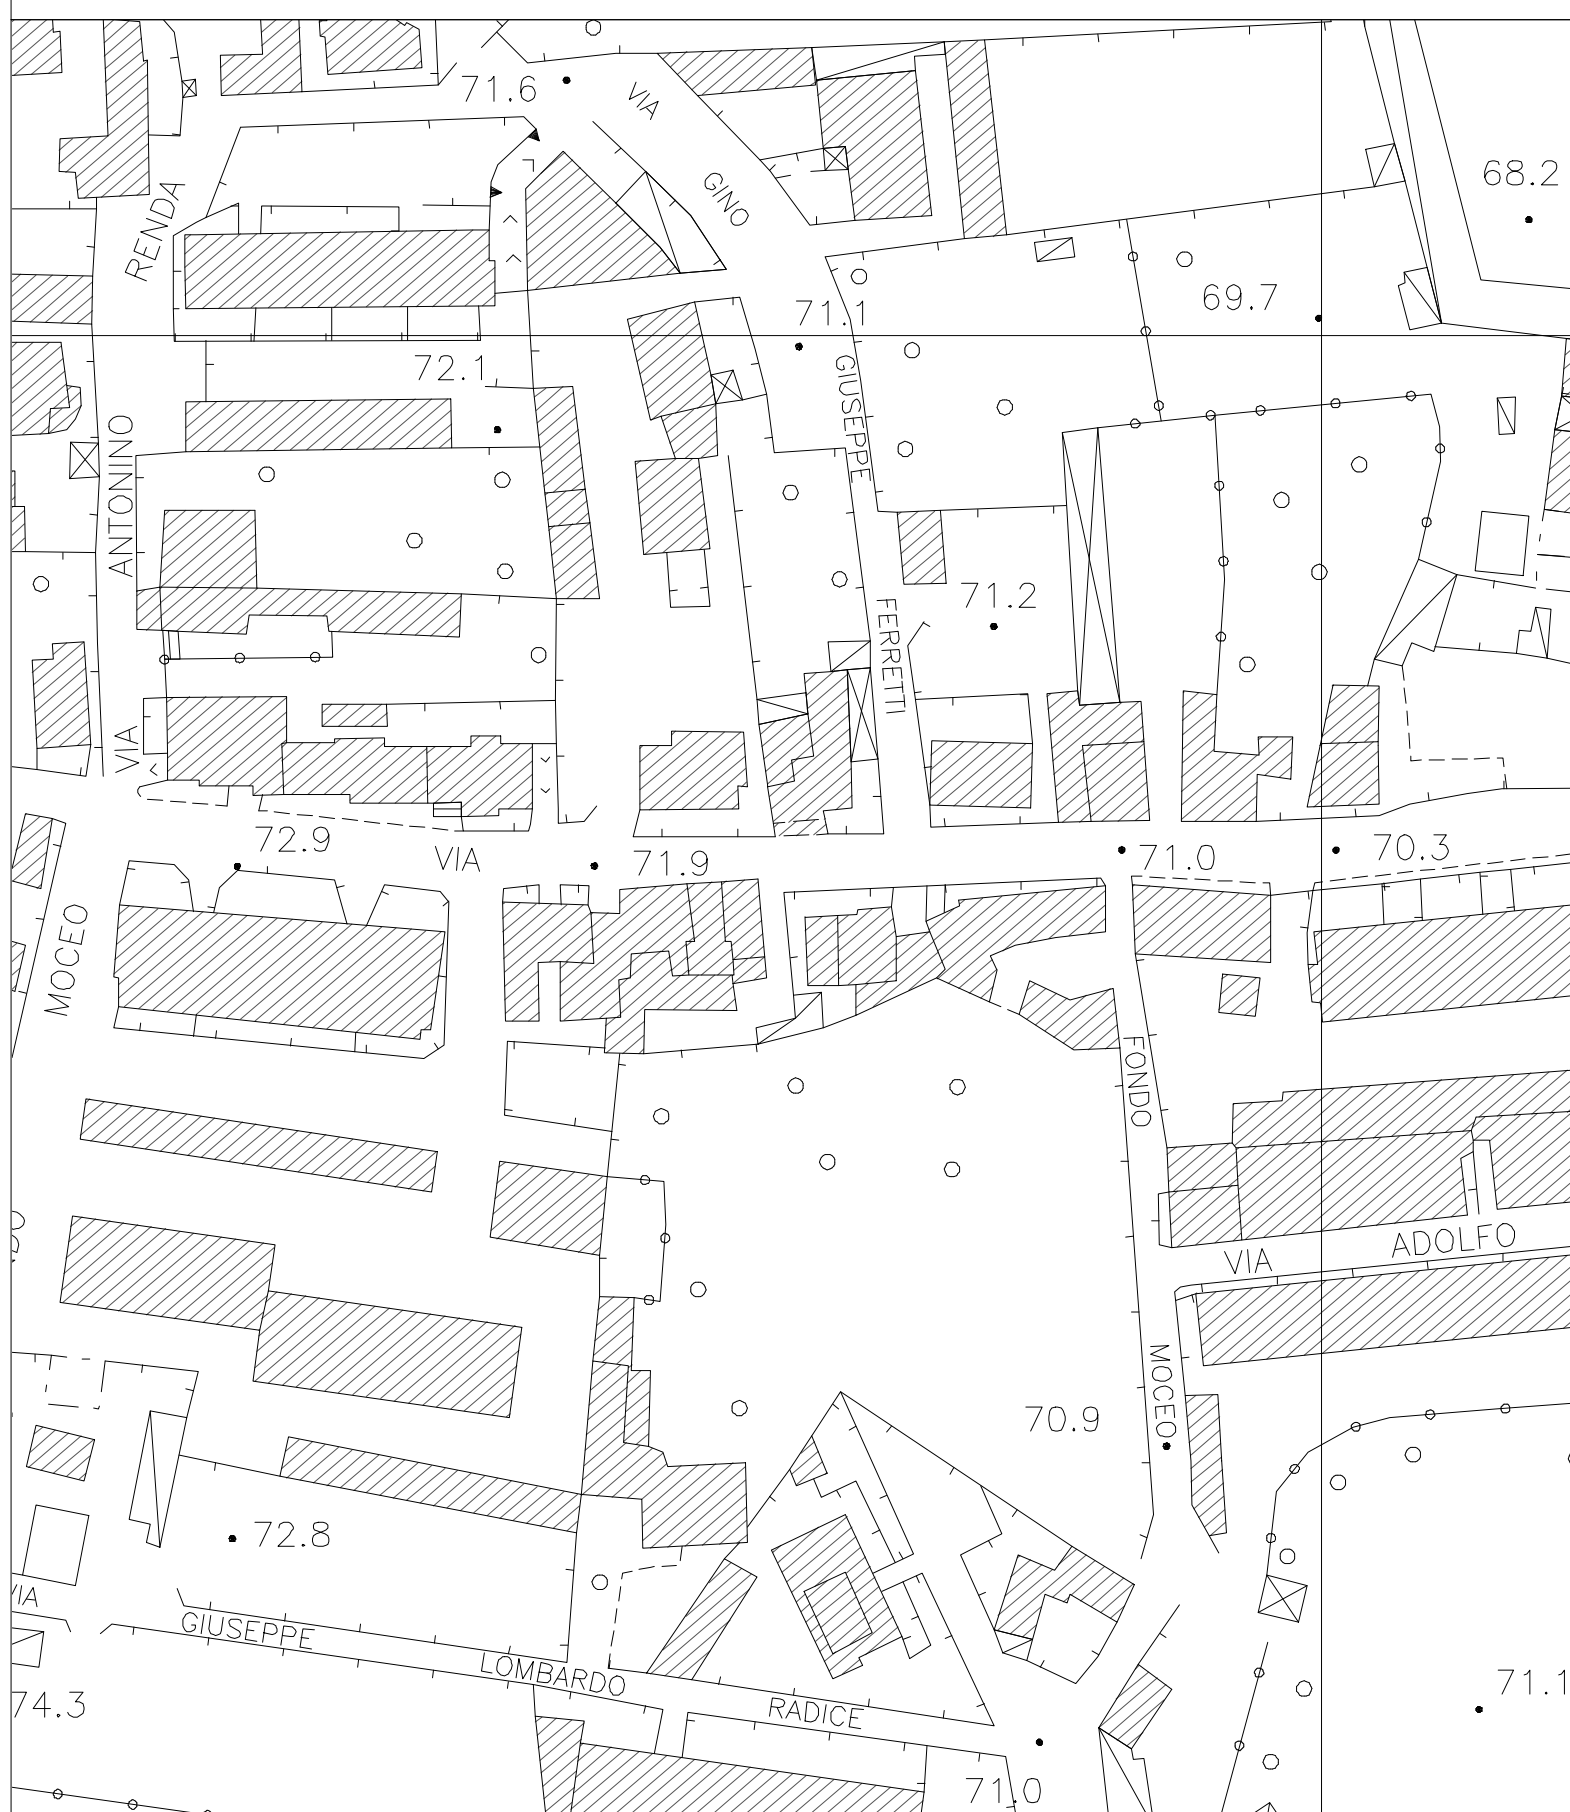 71.6
VIA
GINO
68.2
RENDA
69.7
71.1
72.1
GIUSEPPE
ANTONINO
71.2
FERRETTI
VIA
72.9
VIA
71.9
71.0
70.3
MOCEO
FONDO
ADOLFO
VIA
MOCEO
70.9
72.8
VIA
GIUSEPPE
LOMBARDO
RADICE
74.3
71.1
71.0